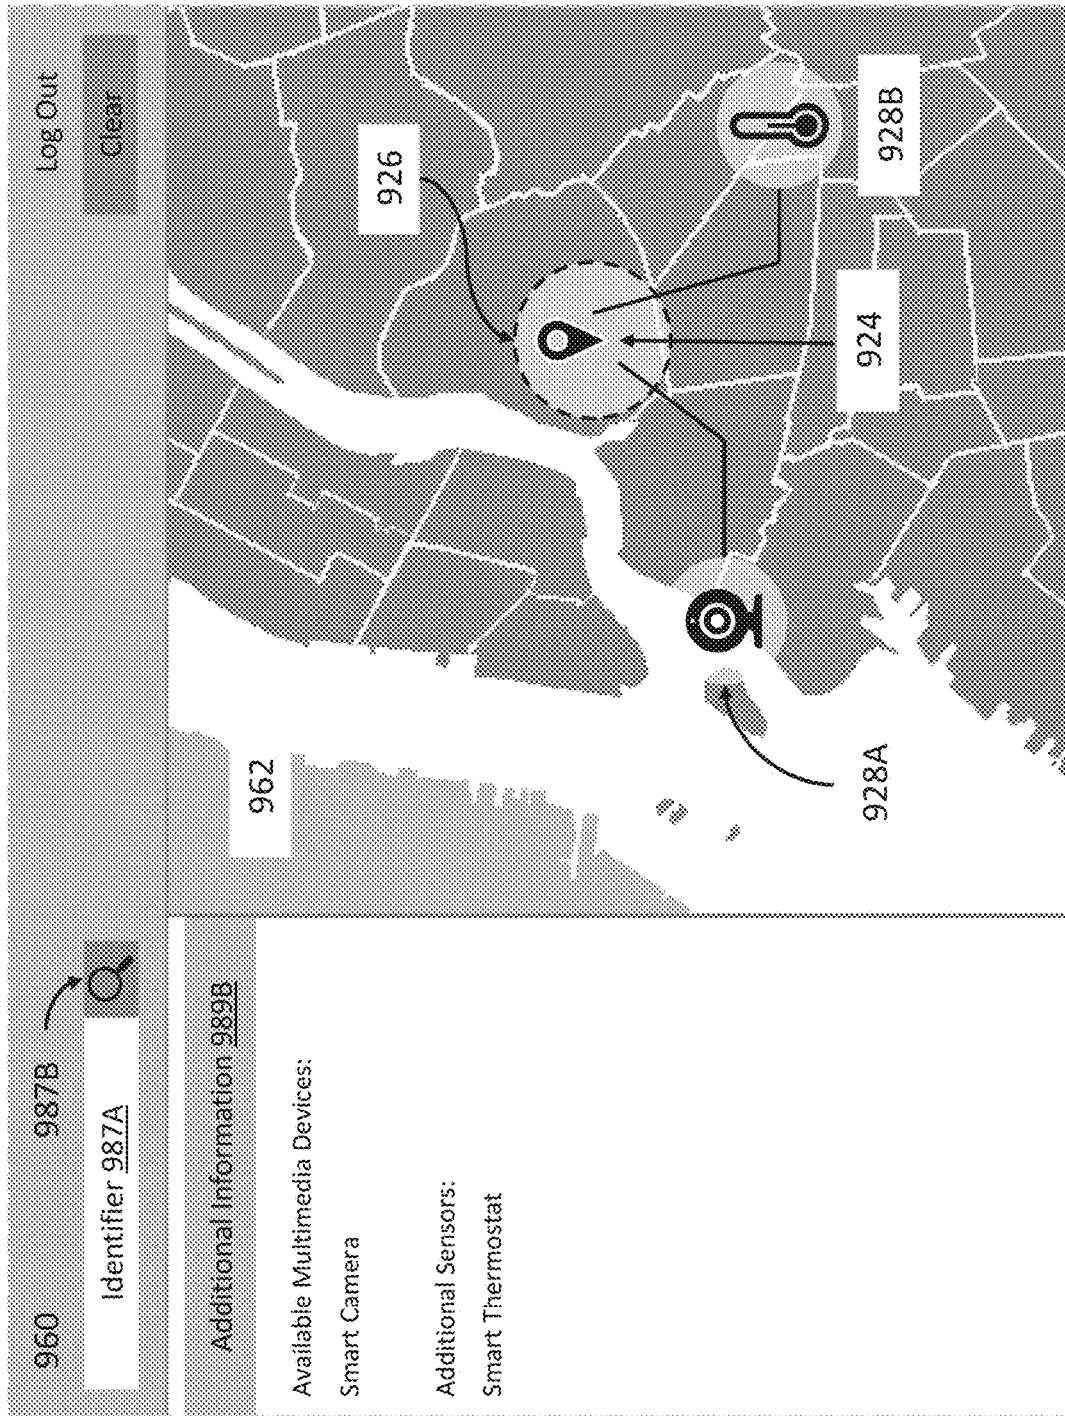 960
987B
Log Out
Identifier 987A
Clear
Additional Information 989B
Available Multimedia Devices:
Smart Camera
Additional Sensors:
Smart Thermostat
962
926
928A
924
928B